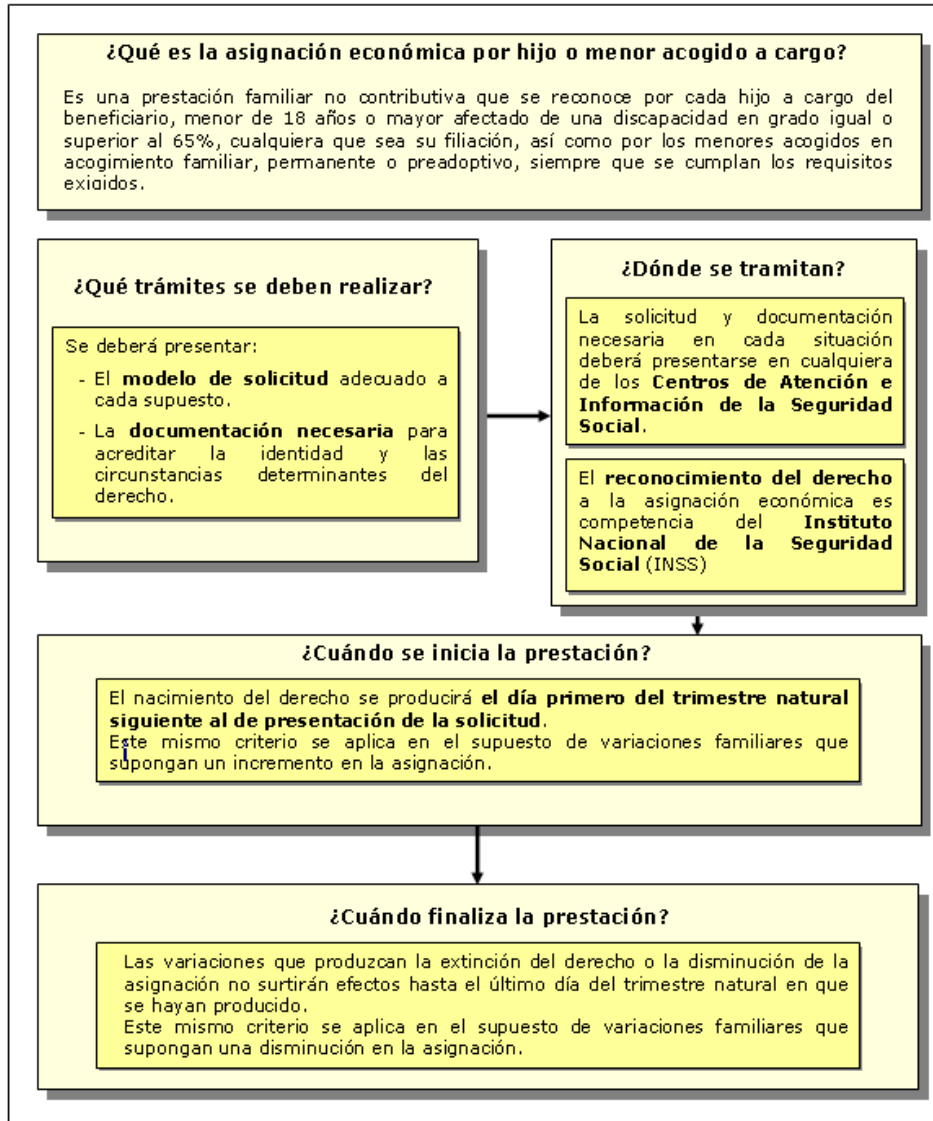 ¿Qué es la asignación económica por hijo o menor acogido a cargo?
Es una prestación familiar no contributiva que se reconoce por cada hijo a cargo del
beneficiario, menor de 18 años o mayor afectado de una discapacidad en grado igual o
superior al 65%, cualquiera que sea su filiación, así como por los menores acogidos en
acogimiento familiar, permanente o preadoptivo, siempre que se cumplan los requisitos
exigidos.
¿Qué trámites se deben realizar?
Se deberá presentar:
- El modelo de solicitud adecuado a
cada supuesto.
- La documentación necesaria para
acreditar la identidad y las
circunstancias determinantes del
derecho.
¿Dónde se tramitan?
La solicitud y documentación
necesaria en cada situación
deberá presentarse en cualquiera
de los Centros de Atención e
Información de la Seguridad
Social.
El reconocimiento del derecho
a la asignación económica es
competencia del Instituto
Nacional de la Seguridad
Social (INSS)
¿Cuándo se inicia la prestación?
El nacimiento del derecho se producirá el día primero del trimestre natural
siguiente al de presentación de la solicitud.
Este mismo criterio se aplica en el supuesto de variaciones familiares que
supongan un incremento en la asignación.
¿Cuándo finaliza la prestación?
Las variaciones que produzcan la extinción del derecho o la disminución de la
asignación no surtirán efectos hasta el último día del trimestre natural en que
se hayan producido.
Este mismo criterio se aplica en el supuesto de variaciones familiares que
supongan una disminución en la asignación.